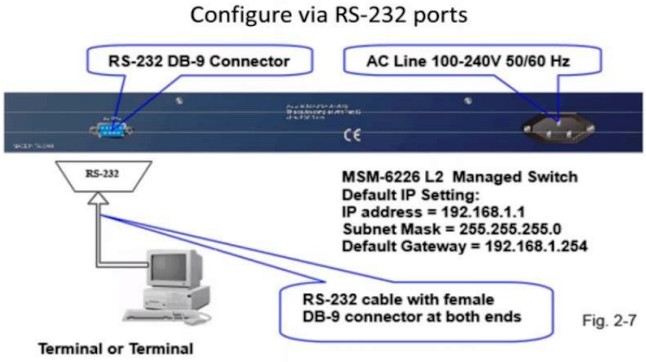 Configure via RS-232 ports
RS-232 DB-9 Connector
AC Line 100-240V 50/60 Hz
CE
RS-232
MSM-6226 L2 Managed Switch
Default IP Setting:
IP address = 192.168.1.1
Subnet Mask = 255.255.255.0
Default Gateway = 192.168.1.254
RS-232 cable with female
DB-9 connector at both ends
Fig. 2-7
Terminal or Terminal